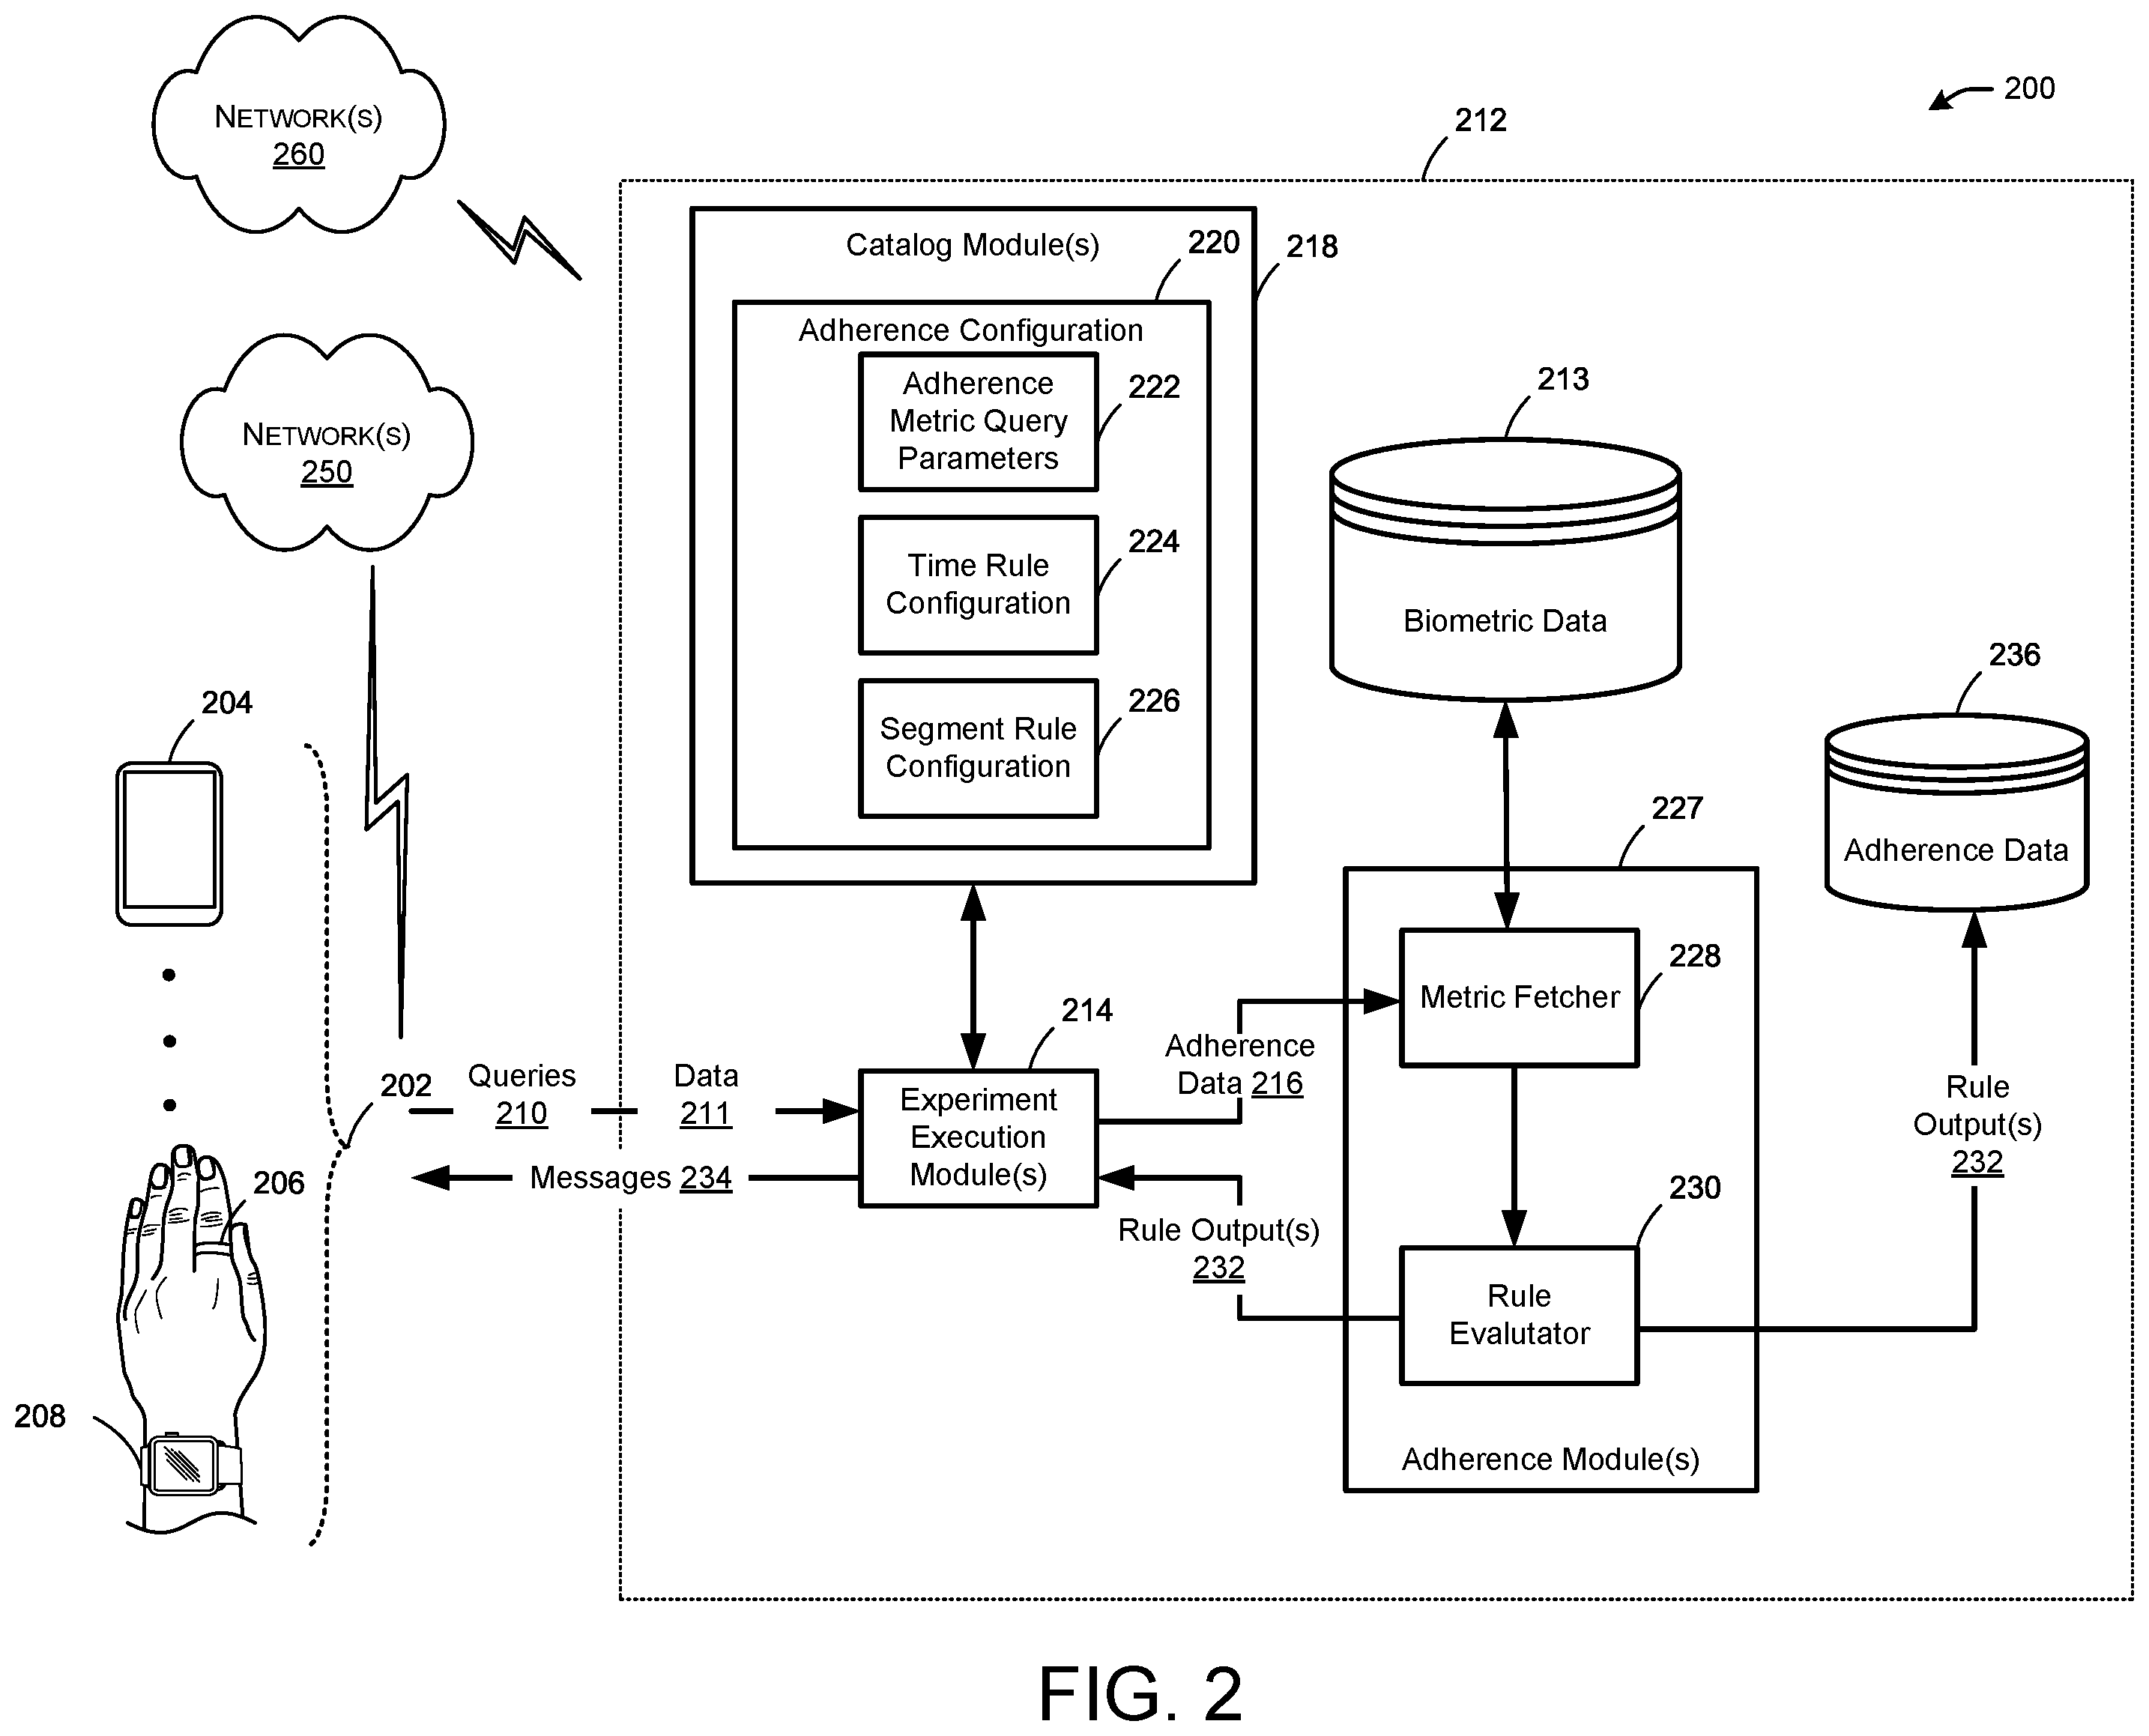 NETWORK(S)
260
200
212
Catalog Module(s)
220
218
Adherence Configuration
Adherence
Metric Query
Parameters
222
213
NETWORK(S)
250
Time Rule
Configuration
224
Biometric Data
236
204
Segment Rule
Configuration
226
227
Adherence Data
228
Metric Fetcher
214
Adherence
Data 216
202
Queries
210
Data
211
Experiment
Execution
Module(s)
Rule
Output(s)
232
Messages 234
206
230
Rule Output(s)
232
Rule
Evalutator
208
Adherence Module(s)
FIG. 2